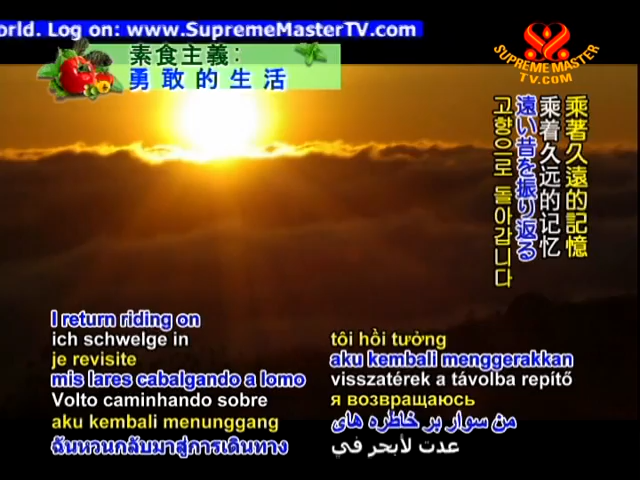 orld. Log on: www.SupremeMasterTV.com
素食主義:
勇敢的生活
SUPREME MASTER
TV.COM
乘著久遠的記憶
乘着久远的记忆
遠い昔を振り返る
고향으로 돌아갑니다
I return riding on
ich schwelge in
je revisite
mis lares cabalgando a lomo
Volto caminhando sobre
aku kembali menunggang
ฉันหวนกลับมาสู่การเดินทาง
tôi hồi tưởng
aku kembali menggerakkan
visszatérek a távolba repítő
я возвращаюсь
من سوار بر خاطره های
عدت لأبحر في